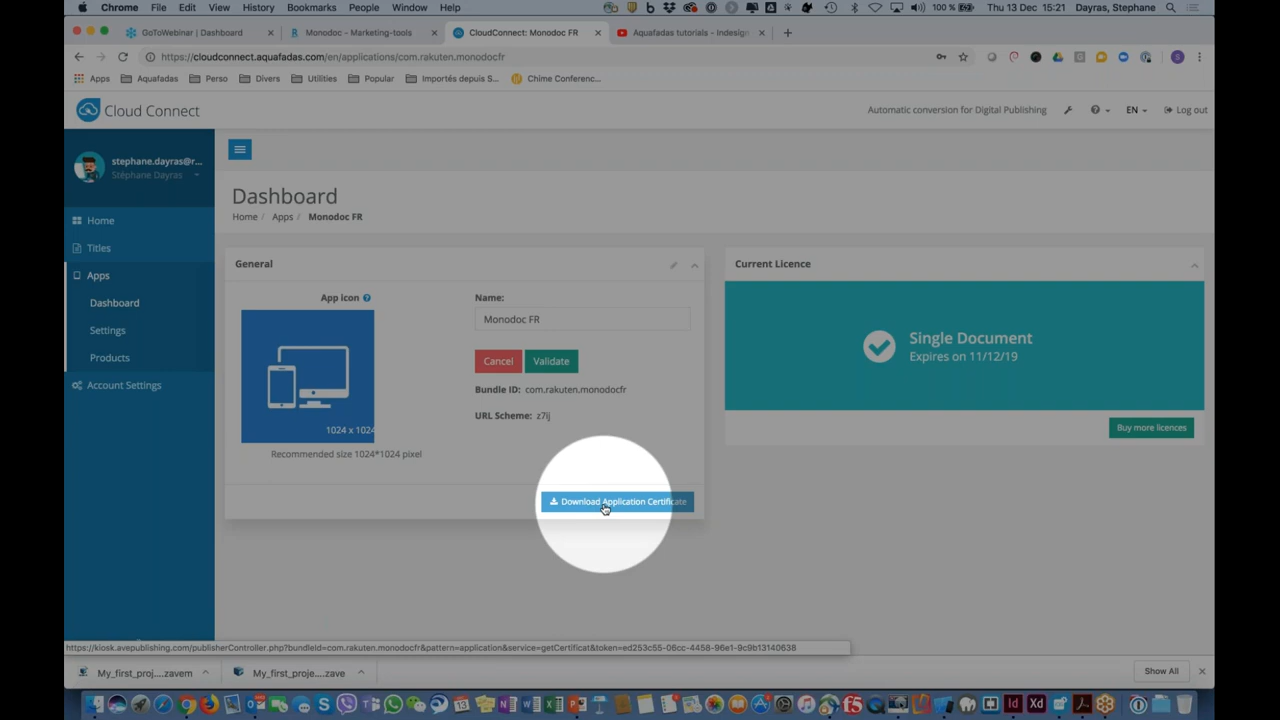 Chrome File Edit View History Bookmarks People Window Help 100 % Thu 13 Dec 15:21 Dayras, Stephane
GoToWebinar | Dashboard Monodoc - Marketing-tools CloudConnect: Monodoc FR Aquafadas tutorials - Indesign
https://cloudconnect.aquafadas.com/en/applications/com.rakuten.monodocfr
Apps Aquafadas Perso Divers Utilities Popular Importés depuis S... Chime Conferenc...
Cloud Connect Automatic conversion for Digital Publishing EN Log out
stephane.dayras@r...
Stéphane Dayras
Home
Titles
Apps
Dashboard
Settings
Products
Account Settings
Dashboard
Home / Apps / Monodoc FR
General
App icon
1024 x 1024
Recommended size 1024*1024 pixel
Name:
Monodoc FR
Cancel Validate
Bundle ID: com.rakuten.monodocfr
URL Scheme: z7ij
Download Application Certificate
Current Licence
Single Document
Expires on 11/12/19
Buy more licences
https://kiosk.avepublishing.com/publisherController.php?bundleId=com.rakuten.monodocfr&pattern=application&service=getCertificat&token=ed253c55-06cc-4458-96e1-9c9b13140638
My_first_proj....zavem My_first_proje....zave Show All